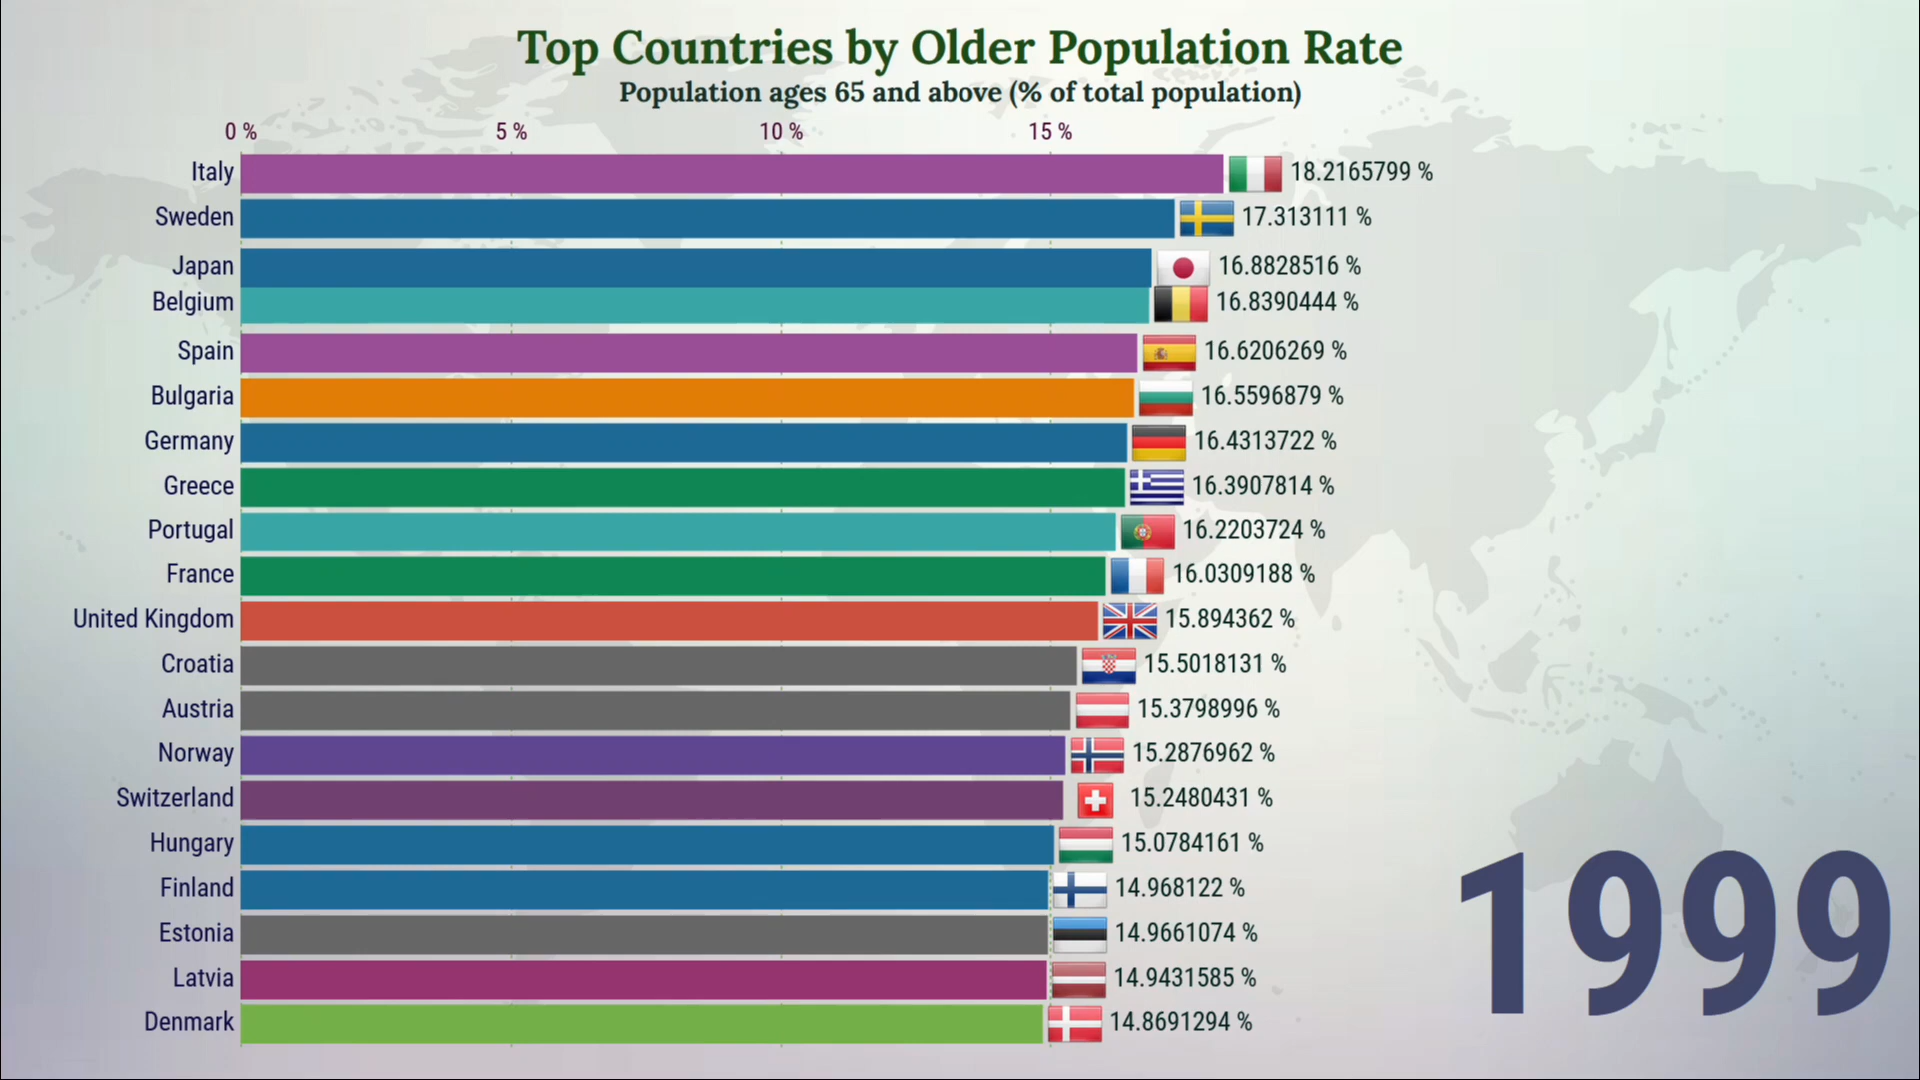 Top Countries by Older Population Rate
Population ages 65 and above (% of total population)
0 % 5 % 10 % 15 %
Italy 18.2165799 %
Sweden 17.313111 %
Japan 16.8828516 %
Belgium 16.8390444 %
Spain 16.6206269 %
Bulgaria 16.5596879 %
Germany 16.4313722 %
Greece 16.3907814 %
Portugal 16.2203724 %
France 16.0309188 %
United Kingdom 15.894362 %
Croatia 15.5018131 %
Austria 15.3798996 %
Norway 15.2876962 %
Switzerland 15.2480431 %
Hungary 15.0784161 %
Finland 14.968122 %
Estonia 14.9661074 %
Latvia 14.9431585 %
Denmark 14.8691294 %
1999